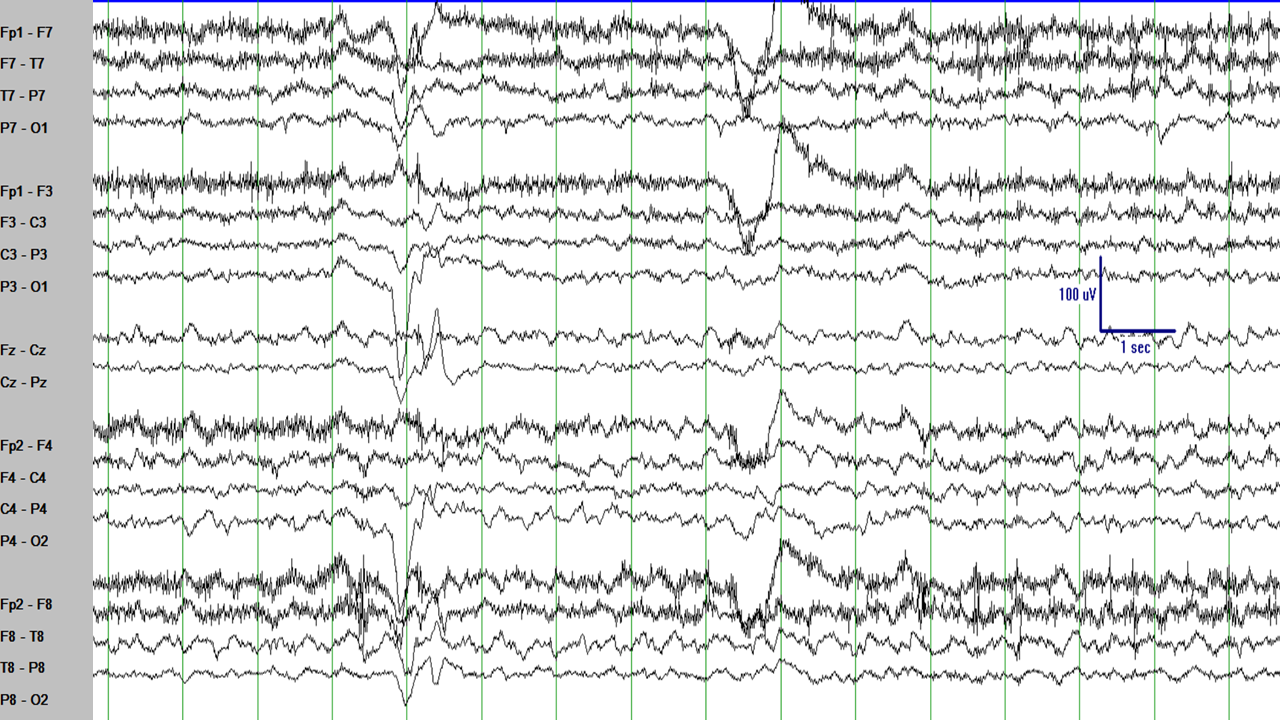 Fp1 - F7
F7 - T7
T7 - P7
P7 - O1
Fp1 - F3
F3 - C3
C3 - P3
P3 - O1
100 uV
1 sec
Fz - Cz
Cz - Pz
Fp2 - F4
F4 - C4
C4 - P4
P4 - O2
Fp2 - F8
F8 - T8
T8 - P8
P8 - O2